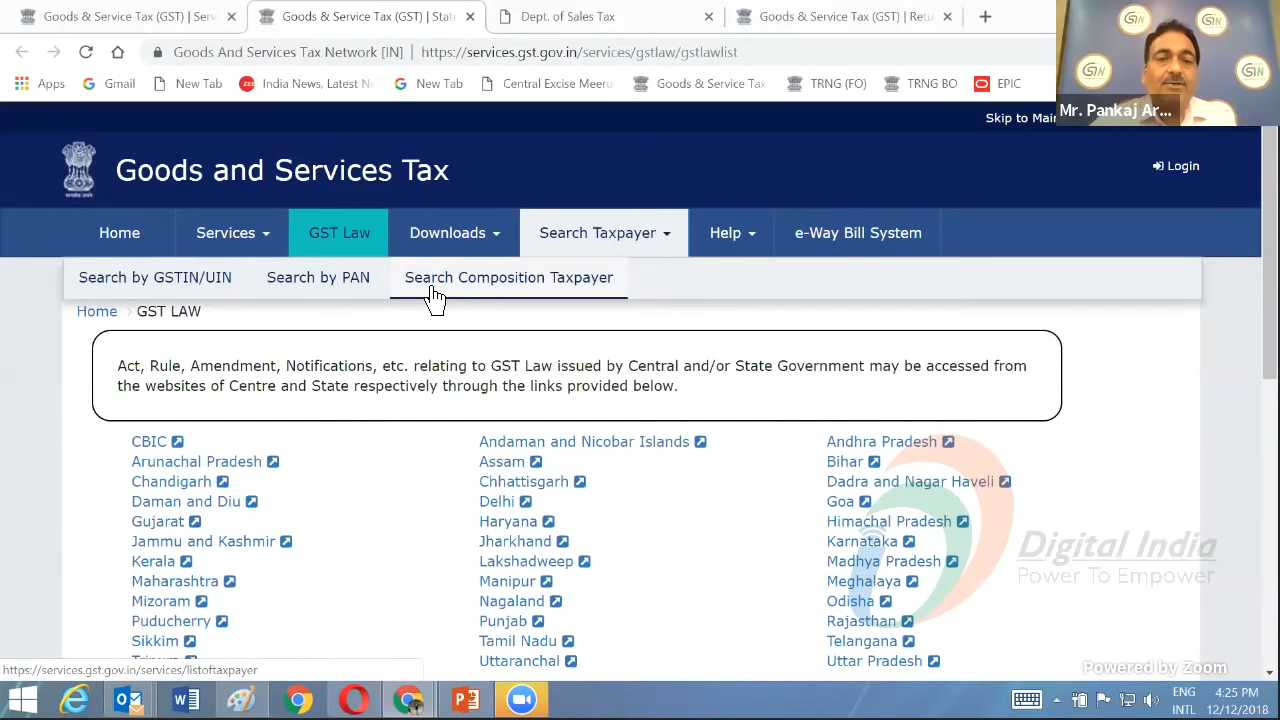 Goods & Service Tax (GST) | Serv
Goods & Service Tax (GST) | State
Dept. of Sales Tax
Goods & Service Tax (GST) | Retu
Goods And Services Tax Network [IN] | https://services.gst.gov.in/services/gstlaw/gstlawlist
Apps
Gmail
New Tab
India News, Latest N
New Tab
Central Excise Meeru
Goods & Service Tax
TRNG (FO)
TRNG BO
EPIC
Mr. Pankaj Ar...
Skip to Mai
Goods and Services Tax
Login
Home
Services
GST Law
Downloads
Search Taxpayer
Help
e-Way Bill System
Search by GSTIN/UIN
Search by PAN
Search Composition Taxpayer
Home > GST LAW
Act, Rule, Amendment, Notifications, etc. relating to GST Law issued by Central and/or State Government may be accessed from
the websites of Centre and State respectively through the links provided below.
CBIC
Andaman and Nicobar Islands
Andhra Pradesh
Arunachal Pradesh
Assam
Bihar
Chandigarh
Chhattisgarh
Dadra and Nagar Haveli
Daman and Diu
Delhi
Goa
Gujarat
Haryana
Himachal Pradesh
Jammu and Kashmir
Jharkhand
Karnataka
Kerala
Lakshadweep
Madhya Pradesh
Maharashtra
Manipur
Meghalaya
Mizoram
Nagaland
Odisha
Puducherry
Punjab
Rajasthan
Sikkim
Tamil Nadu
Telangana
Uttaranchal
Uttar Pradesh
Digital India
Power To Empower
https://services.gst.gov.in/services/listoftaxpayer
Powered by Zoom
ENG
INTL
4:25 PM
12/12/2018